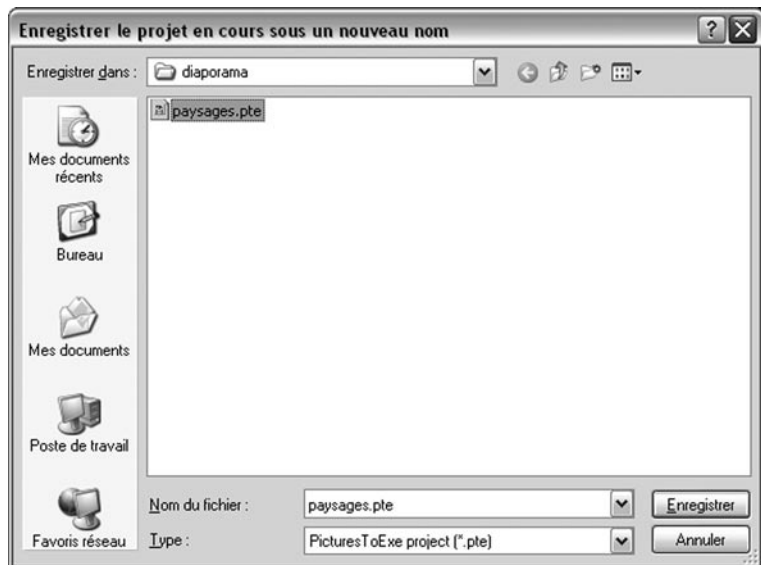 Enregistrer le projet en cours sous un nouveau nom
Enregistrer dans :
diaporama
paysages.pte
Mes documents
récents
Bureau
Mes documents
Poste de travail
Favoris réseau
Nom du fichier :
paysages.pte
Enregistrer
Type :
PicturesToExe project (*.pte)
Annuler